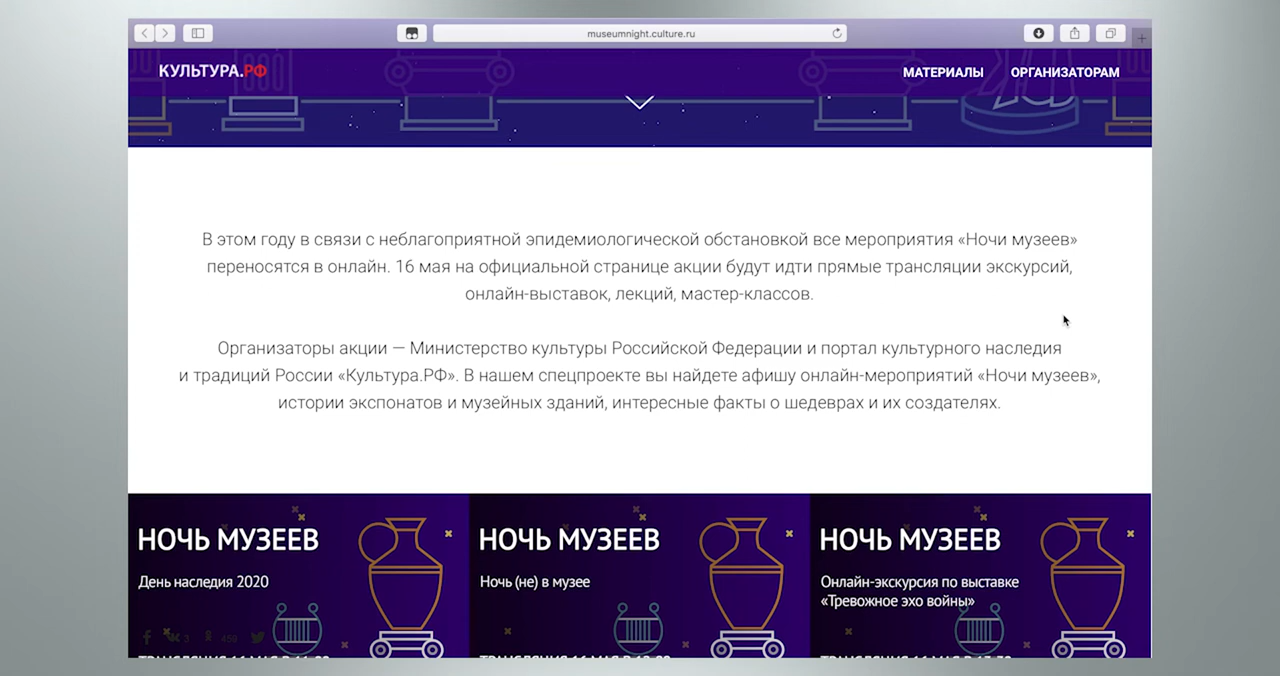 museumnight.culture.ru
КУЛЬТУРА.РФ
МАТЕРИАЛЫ ОРГАНИЗАТОРАМ
В этом году в связи с неблагоприятной эпидемиологической обстановкой все мероприятия «Ночи музеев»
переносятся в онлайн. 16 мая на официальной странице акции будут идти прямые трансляции экскурсий,
онлайн-выставок, лекций, мастер-классов.
Организаторы акции — Министерство культуры Российской Федерации и портал культурного наследия
и традиций России «Культура.РФ». В нашем спецпроекте вы найдете афишу онлайн-мероприятий «Ночи музеев»,
истории экспонатов и музейных зданий, интересные факты о шедеврах и их создателях.
НОЧЬ МУЗЕЕВ
День наследия 2020
3 459
НОЧЬ МУЗЕЕВ
Ночь (не) в музее
НОЧЬ МУЗЕЕВ
Онлайн-экскурсия по выставке
«Тревожное эхо войны»